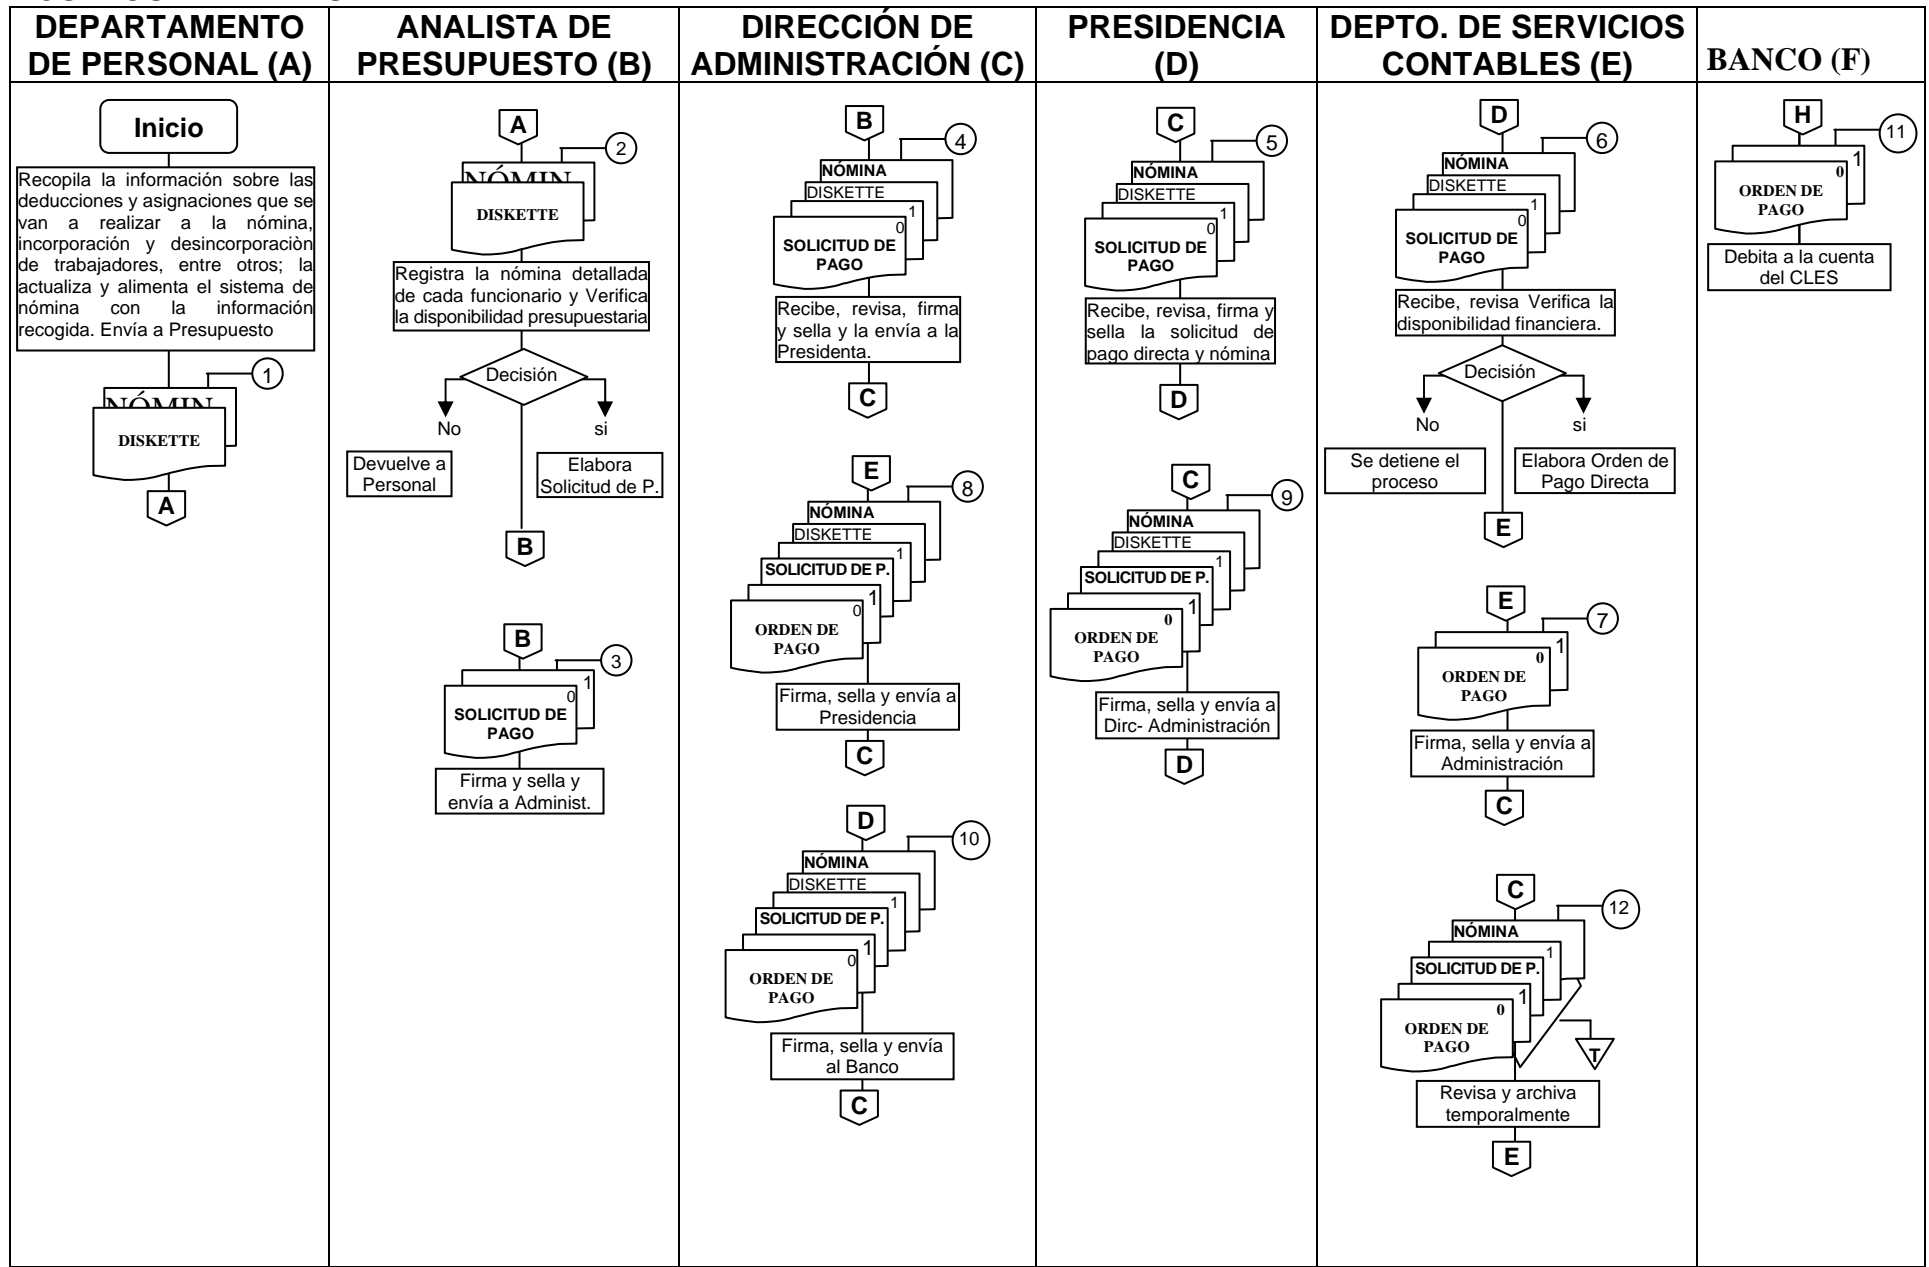 DEPARTAMENTO
DE PERSONAL (A)
ANALISTA DE
PRESUPUESTO (B)
DIRECCIÓN DE
ADMINISTRACIÓN (C)
PRESIDENCIA
(D)
DEPTO. DE SERVICIOS
CONTABLES (E)
BANCO (F)
Inicio
Recopila la información sobre las
deducciones y asignaciones que se
van a realizar a la nómina,
incorporación y desincorporaciòn
de trabajadores, entre otros; la
actualiza y alimenta el sistema de
nómina con la información
recogida. Envía a Presupuesto
1
NÓMIN
DISKETTE
A
A
2
NÓMIN
DISKETTE
Registra la nómina detallada
de cada funcionario y Verifica
la disponibilidad presupuestaria
Decisión
No
si
Devuelve a
Personal
Elabora
Solicitud de P.
B
B
3
1
0
SOLICITUD DE
PAGO
Firma y sella y
envía a Administ.
B
4
NÓMINA
DISKETTE
1
0
SOLICITUD DE
PAGO
Recibe, revisa, firma
y sella y la envía a la
Presidenta.
C
E
8
NÓMINA
DISKETTE
1
SOLICITUD DE P.
1
0
ORDEN DE
PAGO
Firma, sella y envía a
Presidencia
C
D
10
NÓMINA
DISKETTE
1
SOLICITUD DE P.
1
0
ORDEN DE
PAGO
Firma, sella y envía
al Banco
C
C
5
NÓMINA
DISKETTE
1
0
SOLICITUD DE
PAGO
Recibe, revisa, firma y
sella la solicitud de
pago directa y nómina
D
C
9
NÓMINA
DISKETTE
1
SOLICITUD DE P.
1
0
ORDEN DE
PAGO
Firma, sella y envía a
Dirc- Administración
D
D
6
NÓMINA
DISKETTE
1
0
SOLICITUD DE
PAGO
Recibe, revisa Verifica la
disponibilidad financiera.
Decisión
No
si
Se detiene el
proceso
Elabora Orden de
Pago Directa
E
E
7
1
0
ORDEN DE
PAGO
Firma, sella y envía a
Administración
C
C
12
NÓMINA
1
SOLICITUD DE P.
1
0
ORDEN DE
PAGO
T
Revisa y archiva
temporalmente
E
H
11
1
0
ORDEN DE
PAGO
Debita a la cuenta
del CLES